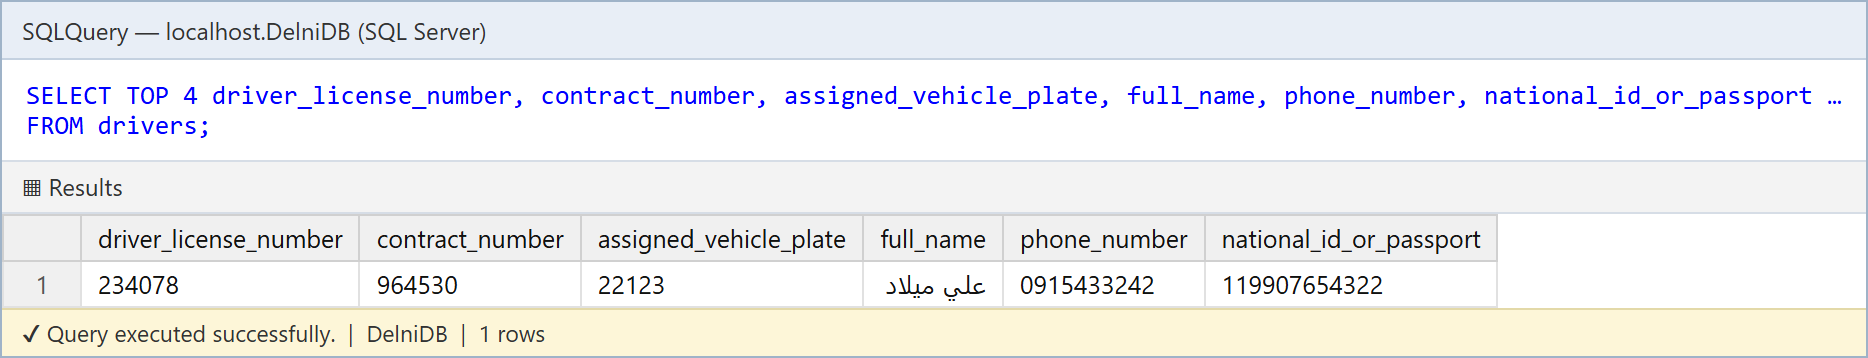 SQLQuery — localhost.DelniDB (SQL Server)
SELECT TOP 4 driver_license_number, contract_number, assigned_vehicle_plate, full_name, phone_number, national_id_or_passport …
FROM drivers;
▦ Results
driver_license_number contract_number assigned_vehicle_plate full_name phone_number national_id_or_passport
1 234078 964530 22123 علي ميلاد 0915433242 119907654322
✓ Query executed successfully. | DelniDB | 1 rows